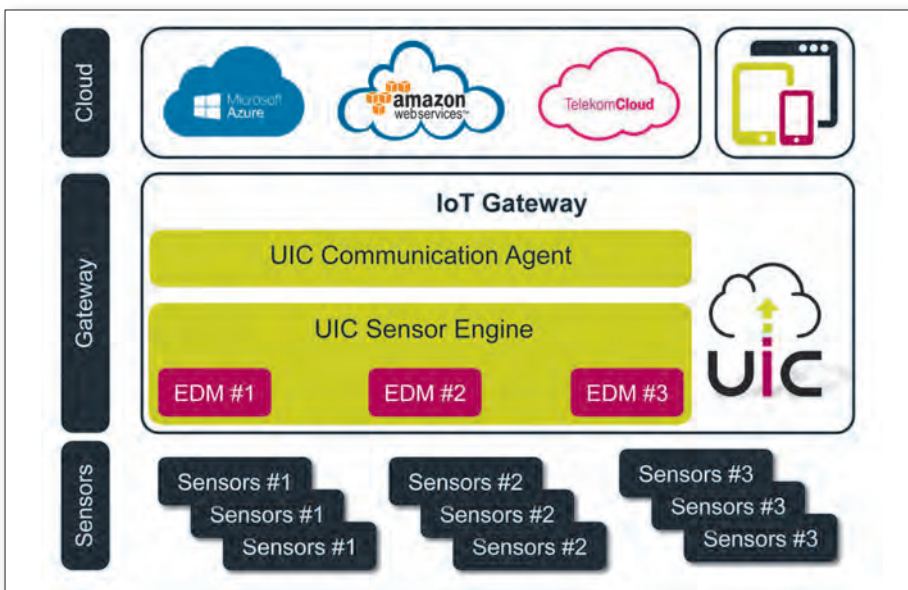 Cloud
Microsoft
Azure
amazon
webservices™
TelekomCloud
Gateway
IoT Gateway
UIC Communication Agent
UIC Sensor Engine
EDM #1
EDM #2
EDM #3
UiC
Sensors
Sensors #1
Sensors #1
Sensors #1
Sensors #2
Sensors #2
Sensors #2
Sensors #3
Sensors #3
Sensors #3